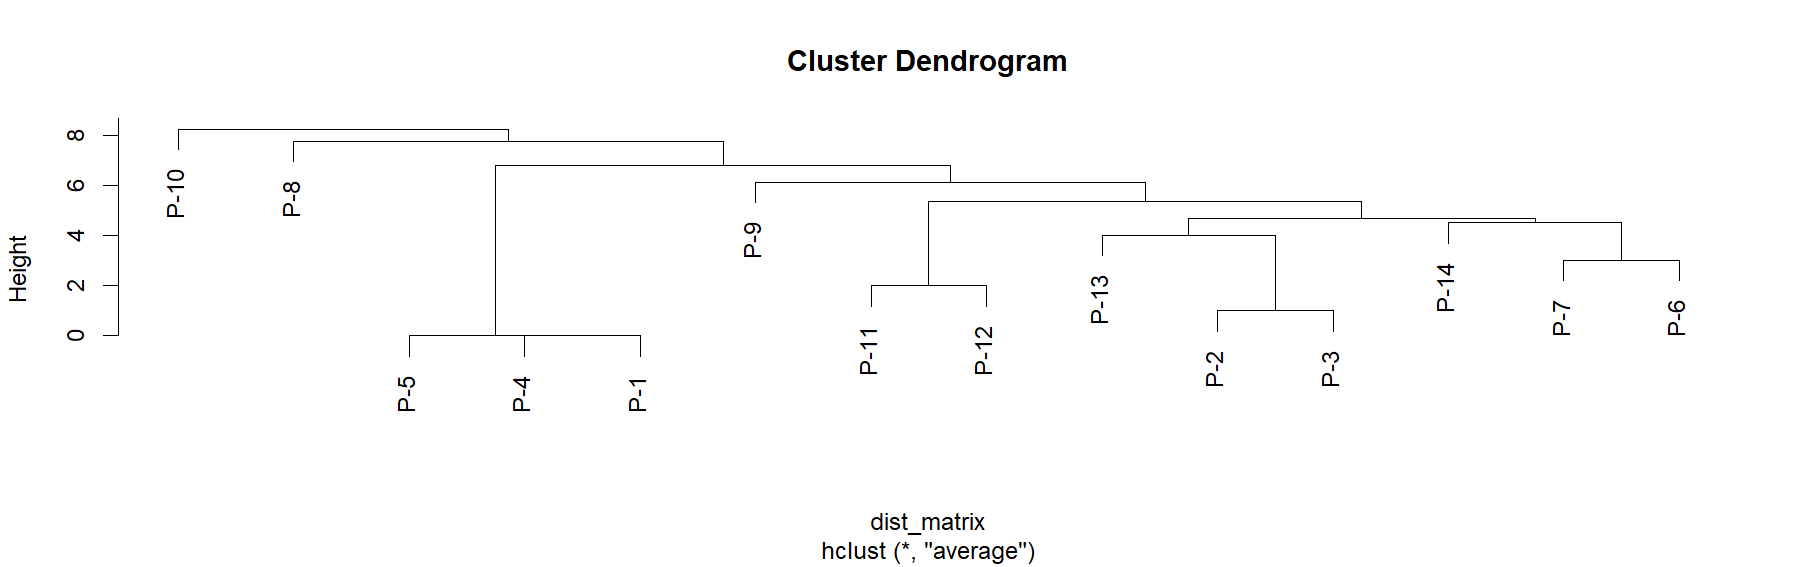 Cluster Dendrogram
Height
8
6
4
2
0
P-10
P-8
P-5
P-4
P-1
P-9
P-11
P-12
P-13
P-2
P-3
P-14
P-7
P-6
dist_matrix
hclust (*, "average")